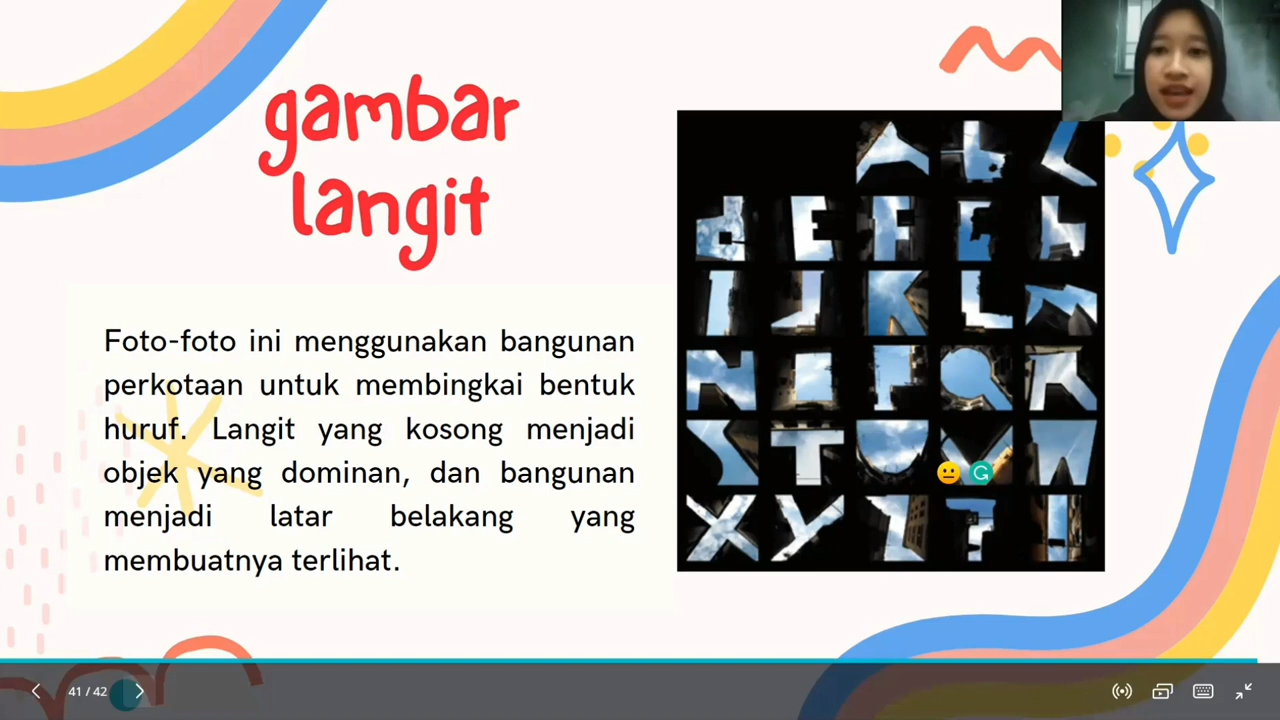 gambar
langit
Foto-foto ini menggunakan bangunan
perkotaan untuk membingkai bentuk
huruf. Langit yang kosong menjadi
objek yang dominan, dan bangunan
menjadi latar belakang yang
membuatnya terlihat.
A b C
d E F G h
I J K L M
N O P Q R
S T U V W
X Y Z ? !
41 / 42